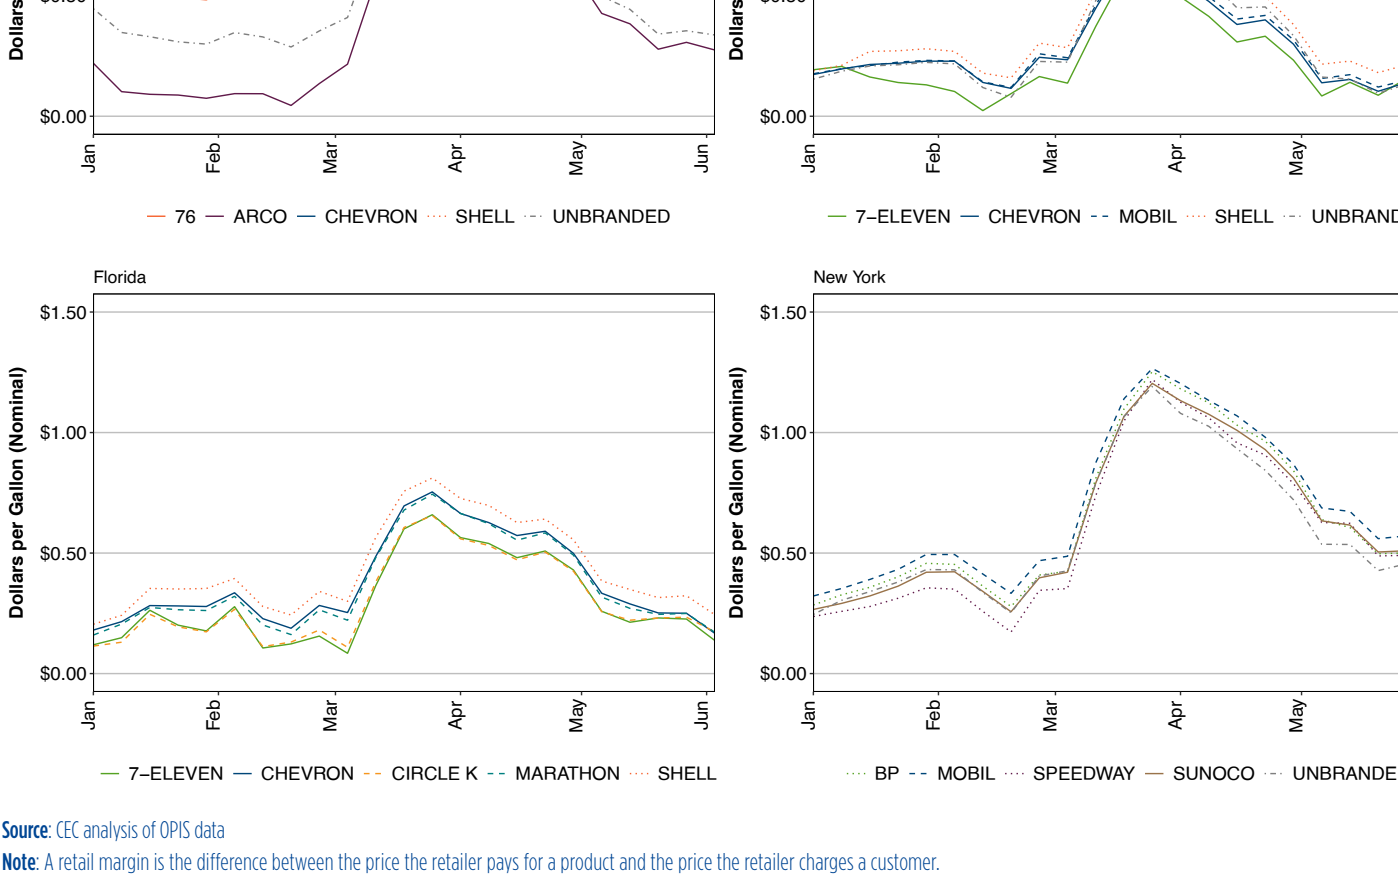 Dollars
Dollars
$0.00
$0.00
Jan Feb Mar Apr May Jun
Jan Feb Mar Apr May
76 ARCO CHEVRON SHELL UNBRANDED
7–ELEVEN CHEVRON MOBIL SHELL
Florida
New York
Dollars per Gallon (Nominal)
$1.50
$1.00
$0.50
$0.00
Dollars per Gallon (Nominal)
$1.50
$1.00
$0.50
$0.00
Jan Feb Mar Apr May Jun
Jan Feb Mar Apr May
7–ELEVEN CHEVRON CIRCLE K MARATHON SHELL
BP MOBIL SPEEDWAY SUNOCO UNBRANDE
Source: CEC analysis of OPIS data
Note: A retail margin is the difference between the price the retailer pays for a product and the price the retailer charges a customer.